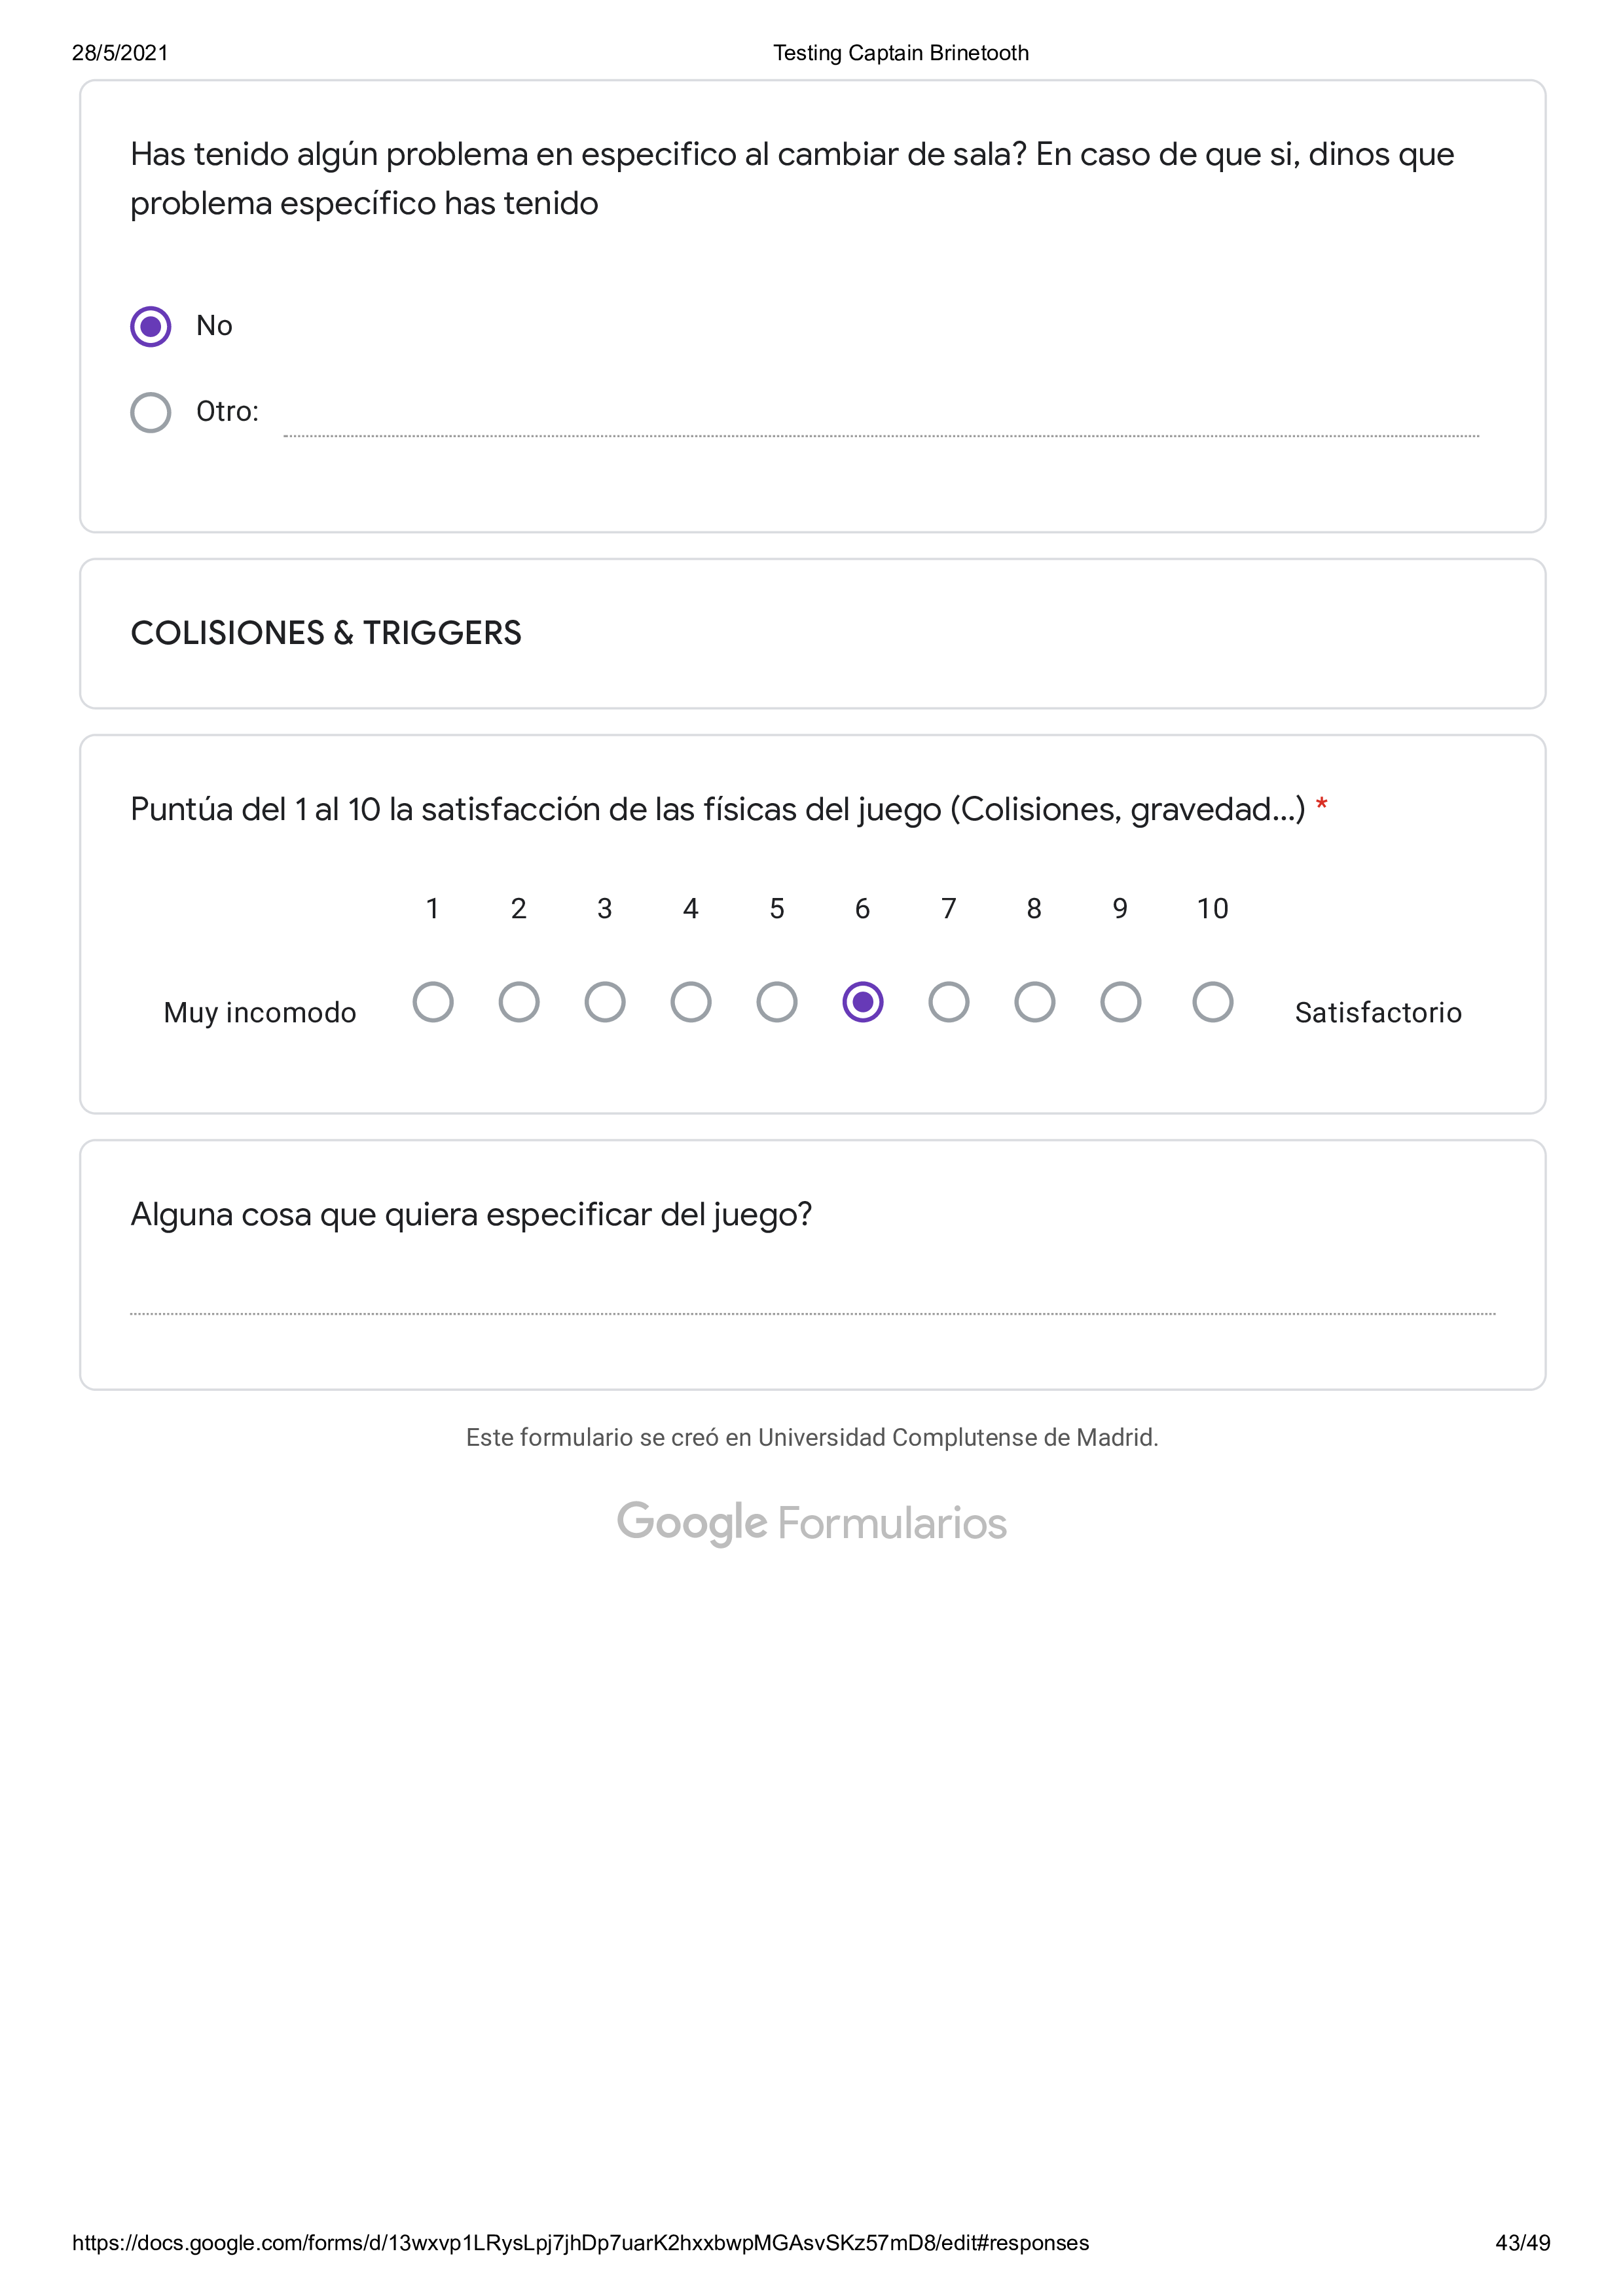 28/5/2021 Testing Captain Brinetooth
Has tenido algún problema en especifico al cambiar de sala? En caso de que si, dinos que
problema específico has tenido
No
Otro:
COLISIONES & TRIGGERS
Puntúa del 1 al 10 la satisfacción de las físicas del juego (Colisiones, gravedad...) *
1 2 3 4 5 6 7 8 9 10
Muy incomodo Satisfactorio
Alguna cosa que quiera especificar del juego?
Este formulario se creó en Universidad Complutense de Madrid.
Google Formularios
https://docs.google.com/forms/d/13wxvp1LRysLpj7jhDp7uarK2hxxbwpMGAsvSKz57mD8/edit#responses 43/49